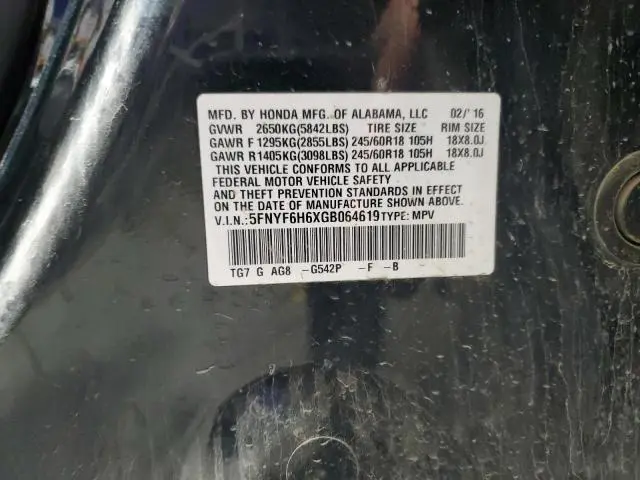 MFD. BY HONDA MFG. OF ALABAMA, LLC 02/'16
GVWR 2650KG(5842LBS) TIRE SIZE RIM SIZE
GAWR F 1295KG(2855LBS) 245/60R18 105H 18X8.0J
GAWR R 1405KG(3098LBS) 245/60R18 105H 18X8.0J
THIS VEHICLE CONFORMS TO ALL APPLICABLE
FEDERAL MOTOR VEHICLE SAFETY
AND THEFT PREVENTION STANDARDS IN EFFECT
ON THE DATE OF MANUFACTURE SHOWN ABOVE.
V.I.N.:5FNYF6H6XGB064619 TYPE: MPV
TG7 G AG8 -G542P -F -B -